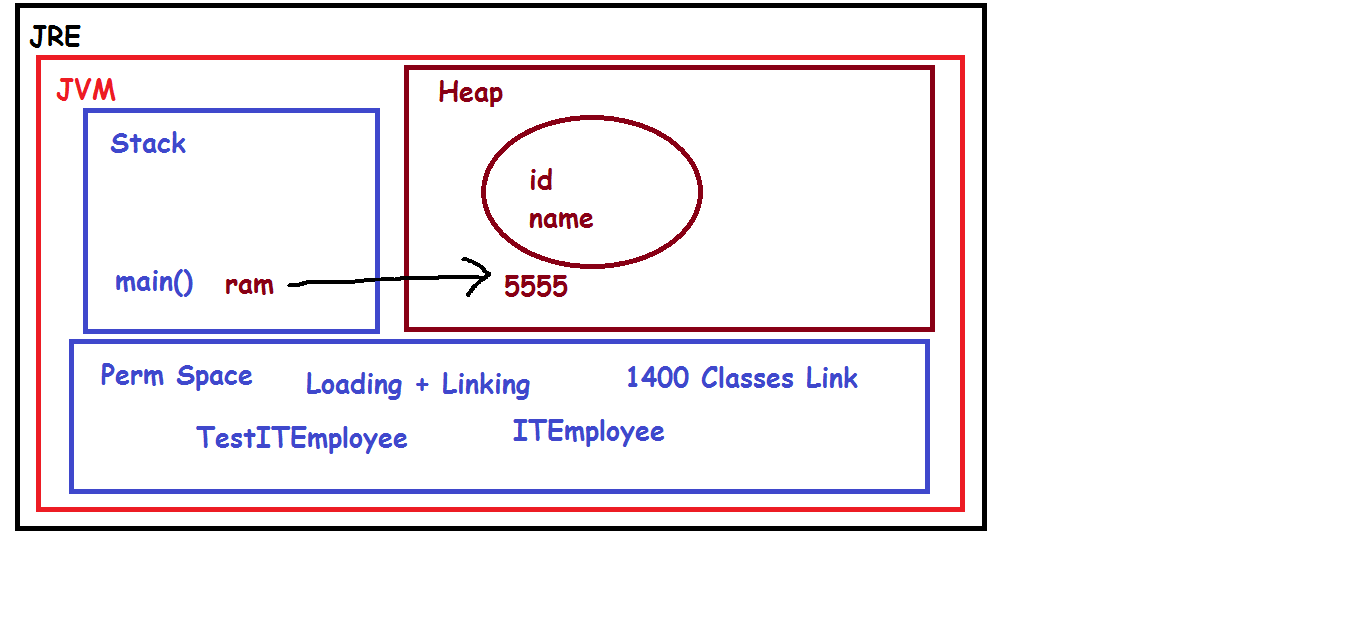 JRE
JVM
Heap
Stack
id
name
main() ram
5555
Perm Space
Loading + Linking
1400 Classes Link
TestITEmployee
ITEmployee